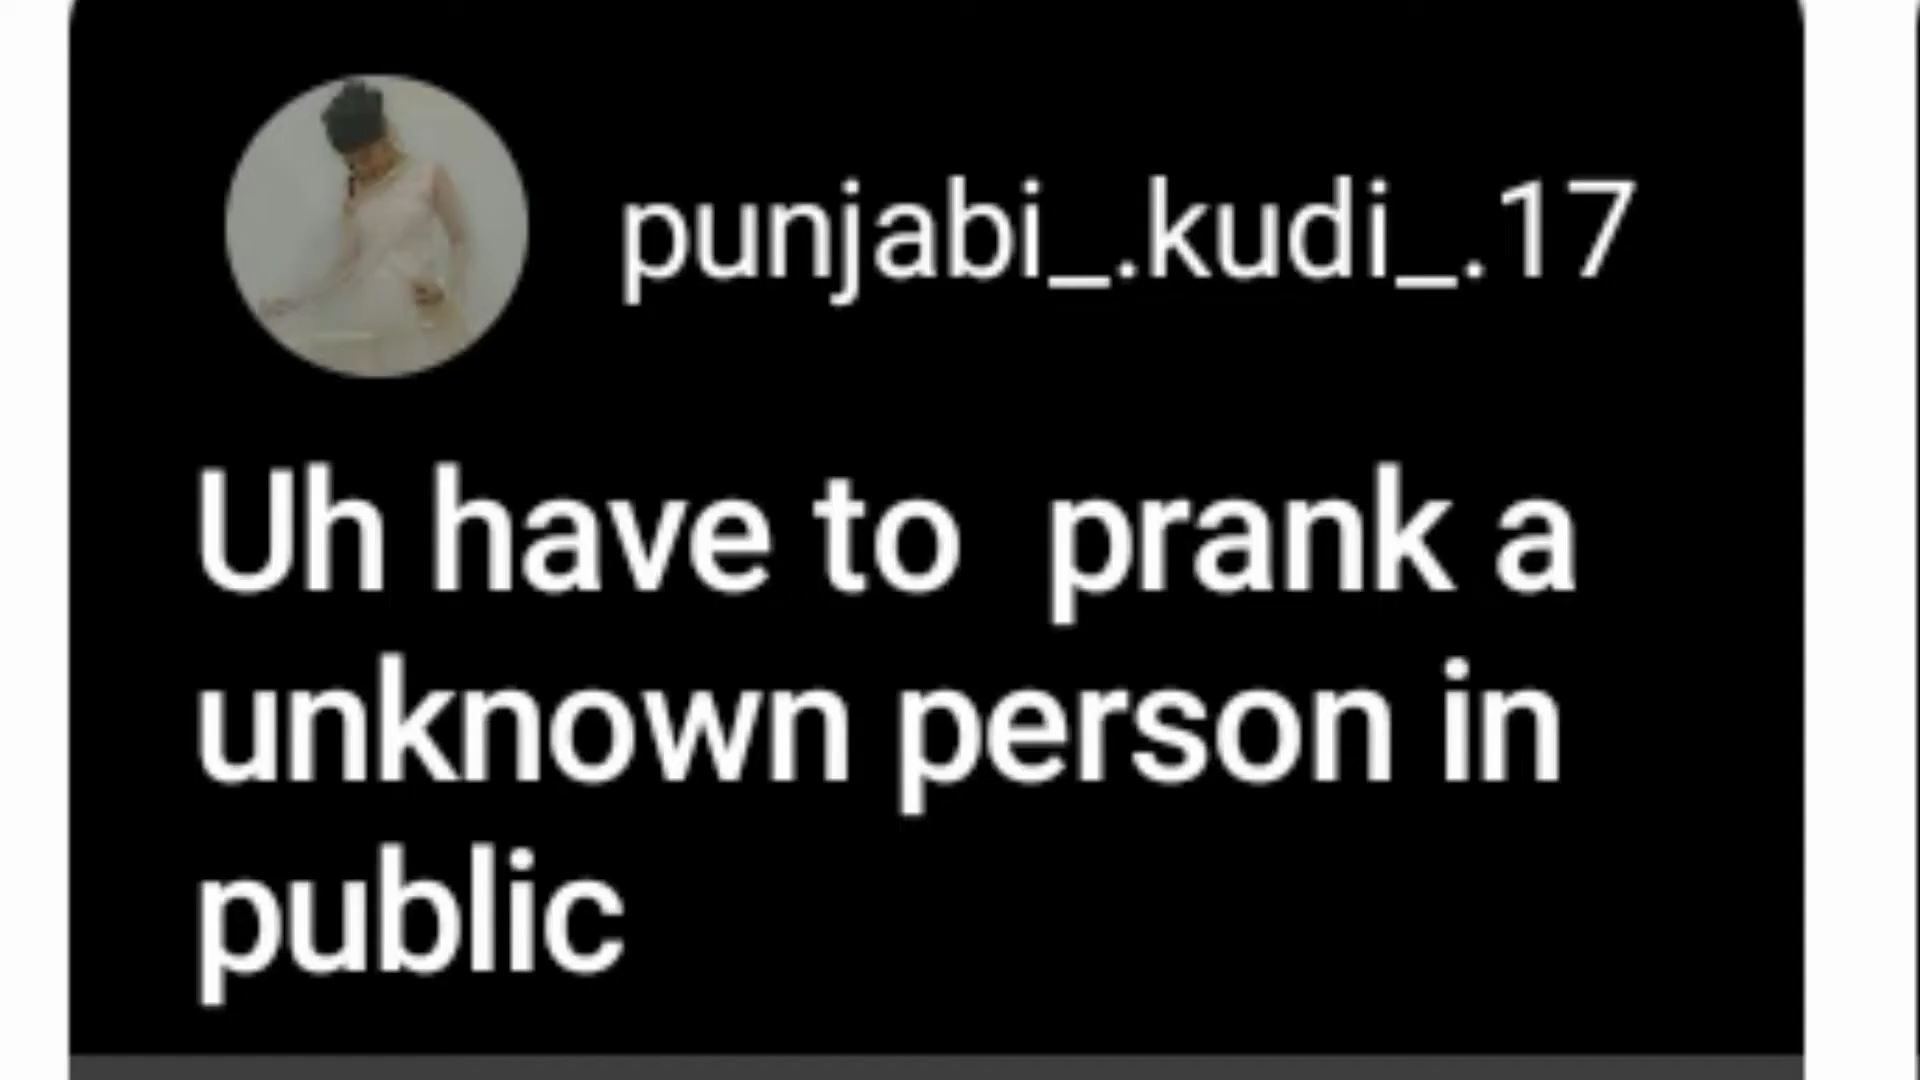 punjabi_.kudi_.17
Uh have to  prank a
unknown person in
public